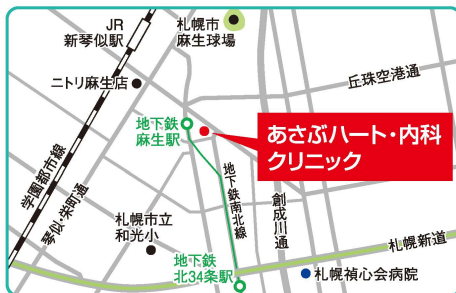 JR
新琴似駅
札幌市
麻生球場
ニトリ麻生店
丘珠空港通
地下鉄
麻生駅
あさぶハート・内科
クリニック
学園都市線
琴似・栄町通
地下鉄南北線
創成川通
札幌市立
和光小
地下鉄
北34条駅
札幌新道
札幌禎心会病院